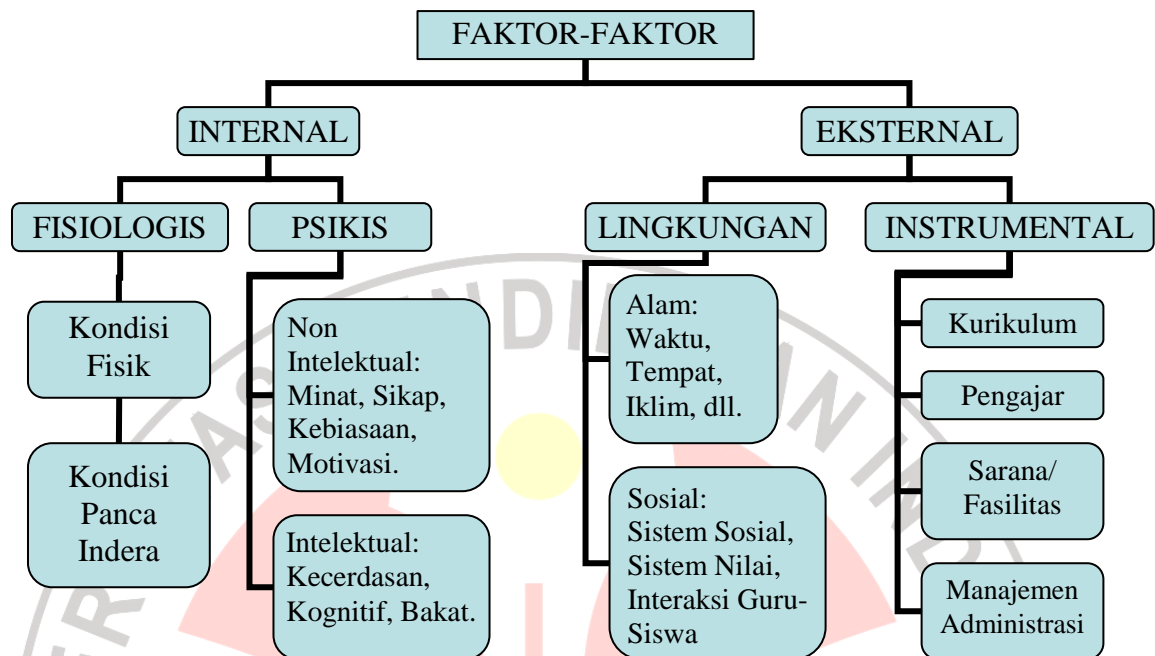 FAKTOR-FAKTOR
INTERNAL
EKSTERNAL
FISIOLOGIS
PSIKIS
LINGKUNGAN
INSTRUMENTAL
Kondisi
Fisik
Kondisi
Panca
Indera
Non
Intelektual:
Minat, Sikap,
Kebiasaan,
Motivasi.
Intelektual:
Kecerdasan,
Kognitif, Bakat.
Alam:
Waktu,
Tempat,
Iklim, dll.
Sosial:
Sistem Sosial,
Sistem Nilai,
Interaksi Guru-
Siswa
Kurikulum
Pengajar
Sarana/
Fasilitas
Manajemen
Administrasi